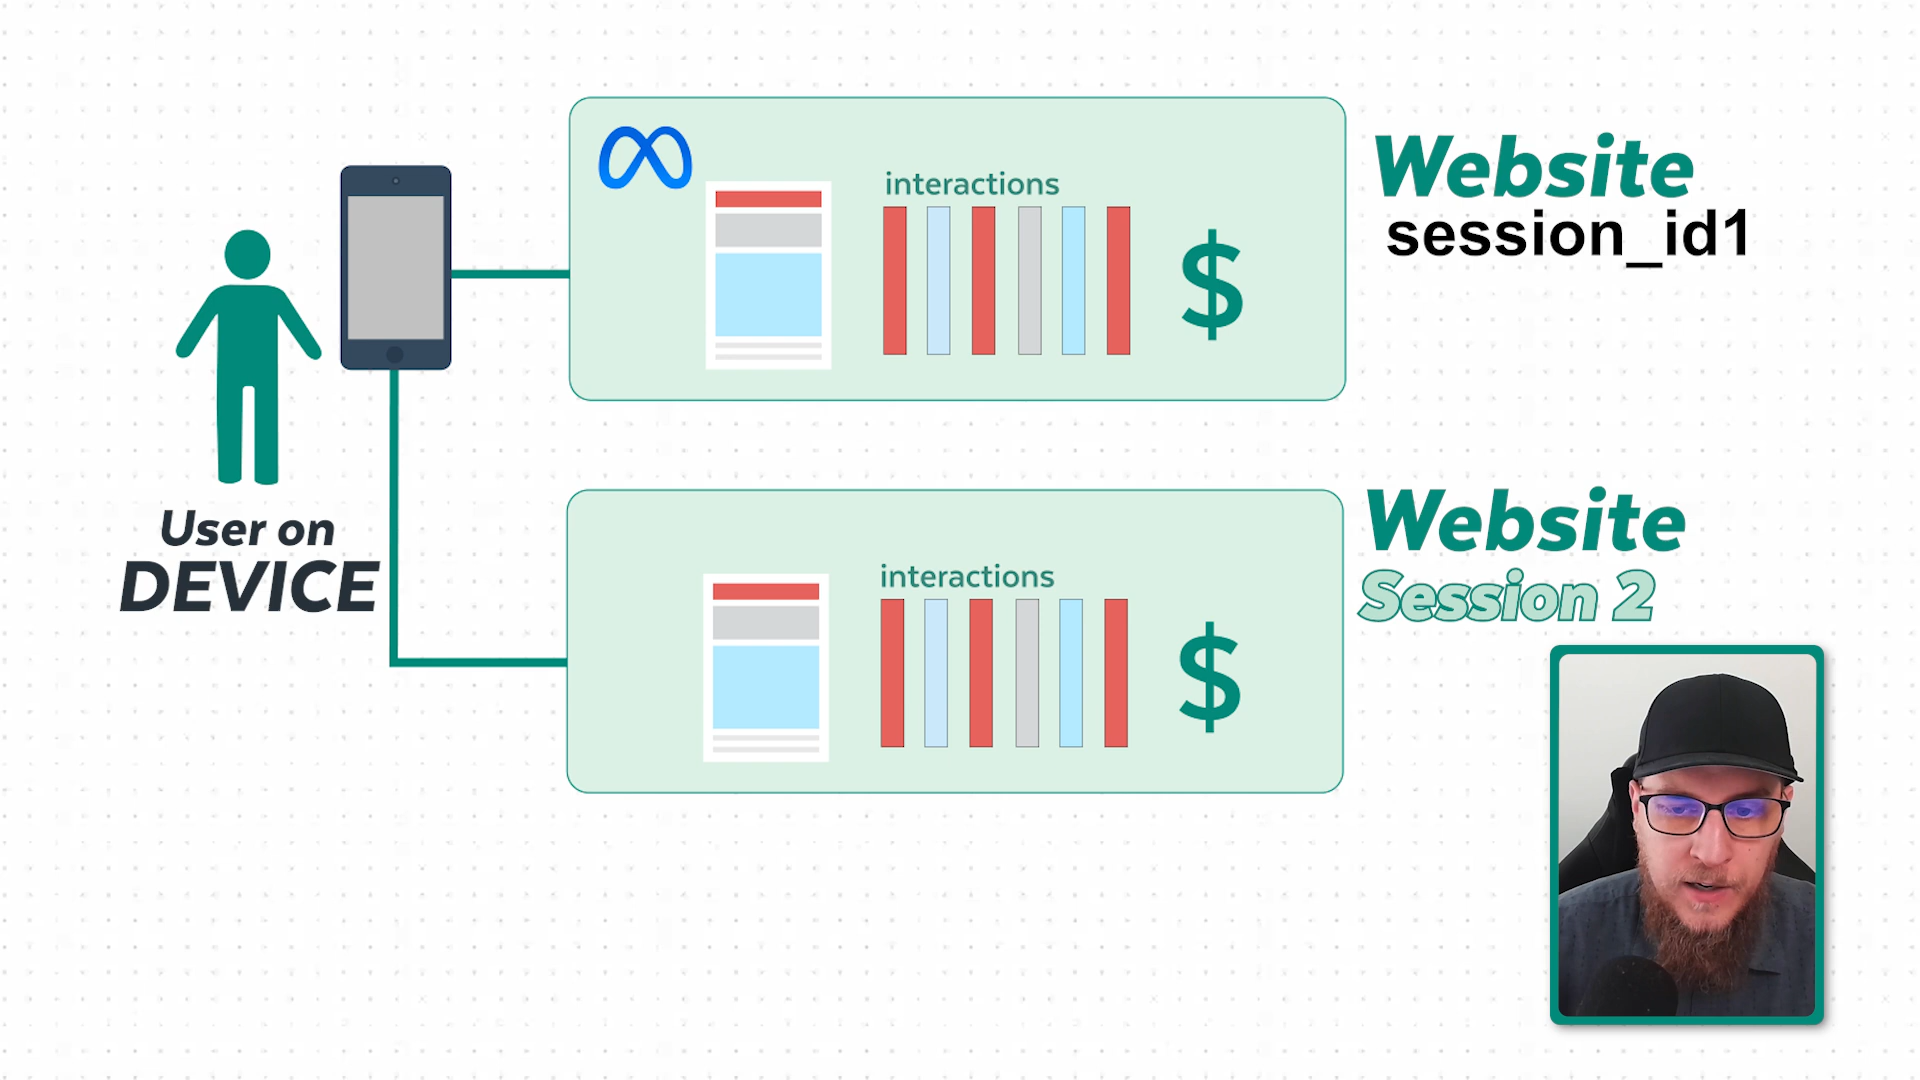 interactions
Website
session_id1
User on
DEVICE
interactions
Website
Session 2
$
$